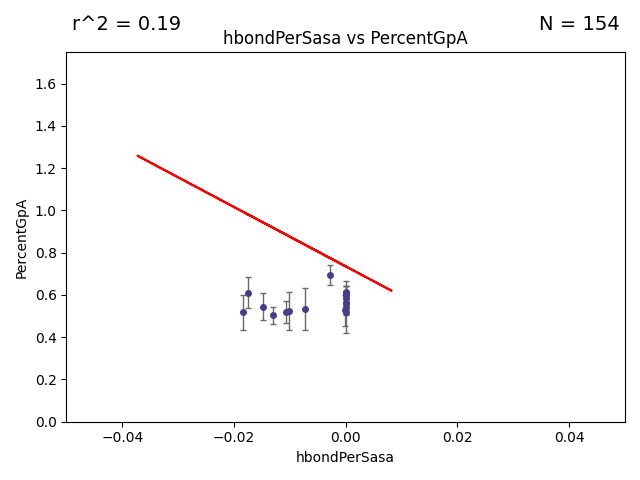 r^2 = 0.19
N = 154
hbondPerSasa vs PercentGpA
PercentGpA
1.6
1.4
1.2
1.0
0.8
0.6
0.4
0.2
0.0
−0.04
−0.02
0.00
0.02
0.04
hbondPerSasa